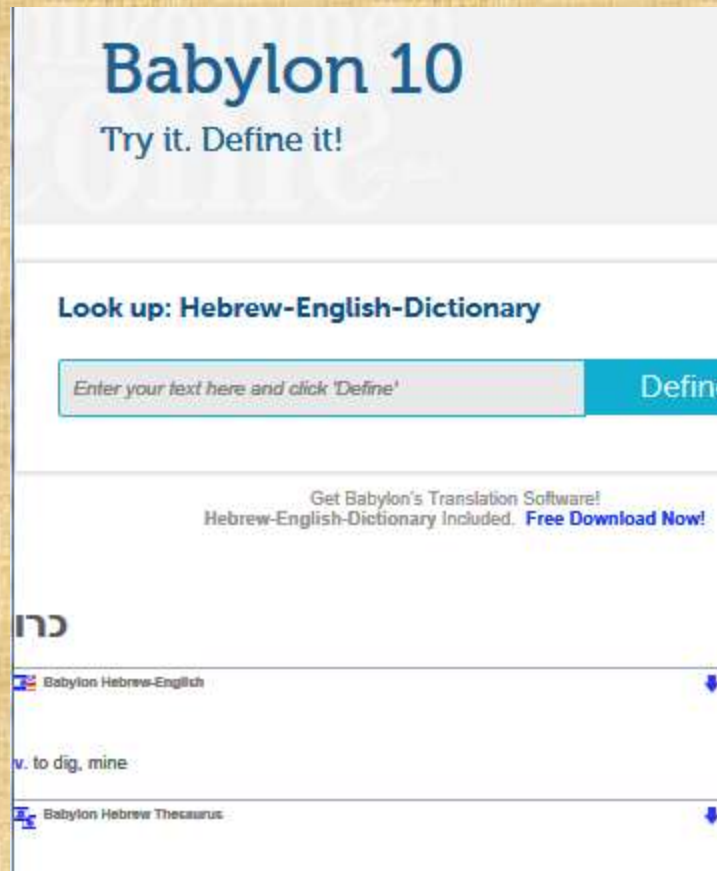 Babylon 10
Try it. Define it!
Look up: Hebrew-English-Dictionary
Enter your text here and click 'Define'
Get Babylon's Translation Software!
Hebrew-English-Dictionary Included. Free Download Now!
כרו
Babylon Hebrew-English
v. to dig, mine
Babylon Hebrew Thesaurus